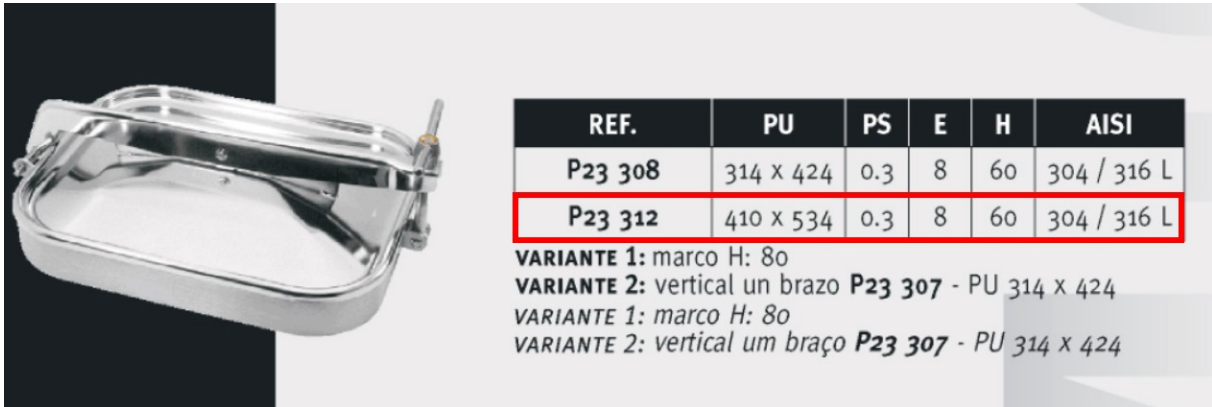 REF. PU PS E H AISI
P23 308 314 x 424 0.3 8 60 304 / 316 L
P23 312 410 x 534 0.3 8 60 304 / 316 L
VARIANTE 1: marco H: 80
VARIANTE 2: vertical un brazo P23 307 - PU 314 x 424
VARIANTE 1: marco H: 80
VARIANTE 2: vertical um braço P23 307 - PU 314 x 424